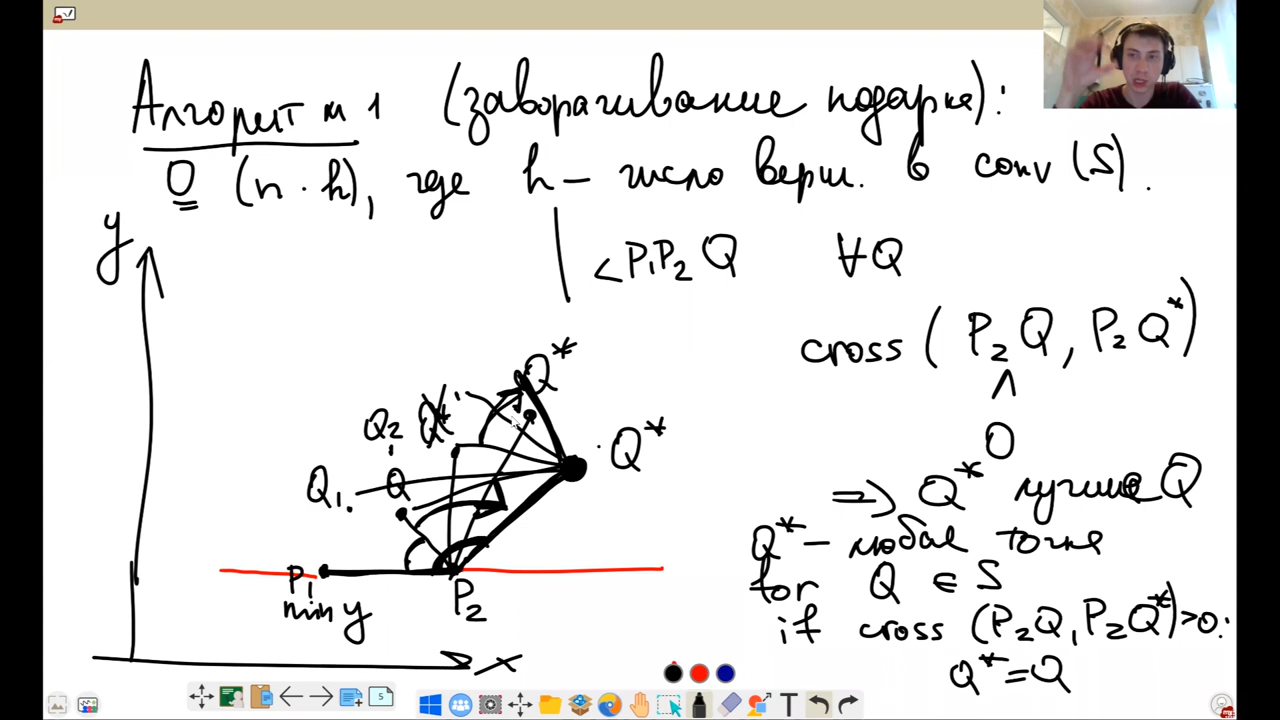 Алгоритм 1 (заворачивание подарка):
O (n · h), где h – число верш. в conv (S).
y
< P₁P₂Q ∀Q
cross (P₂Q, P₂Q*)
^
0
⇒ Q* лучше Q
Q* – любая точка
for Q ∈ S
if cross (P₂Q, P₂Q*) > 0:
Q* = Q
Q*
Q₂
Q*
Q₁
Q
P₁
min y
P₂
x
5
T